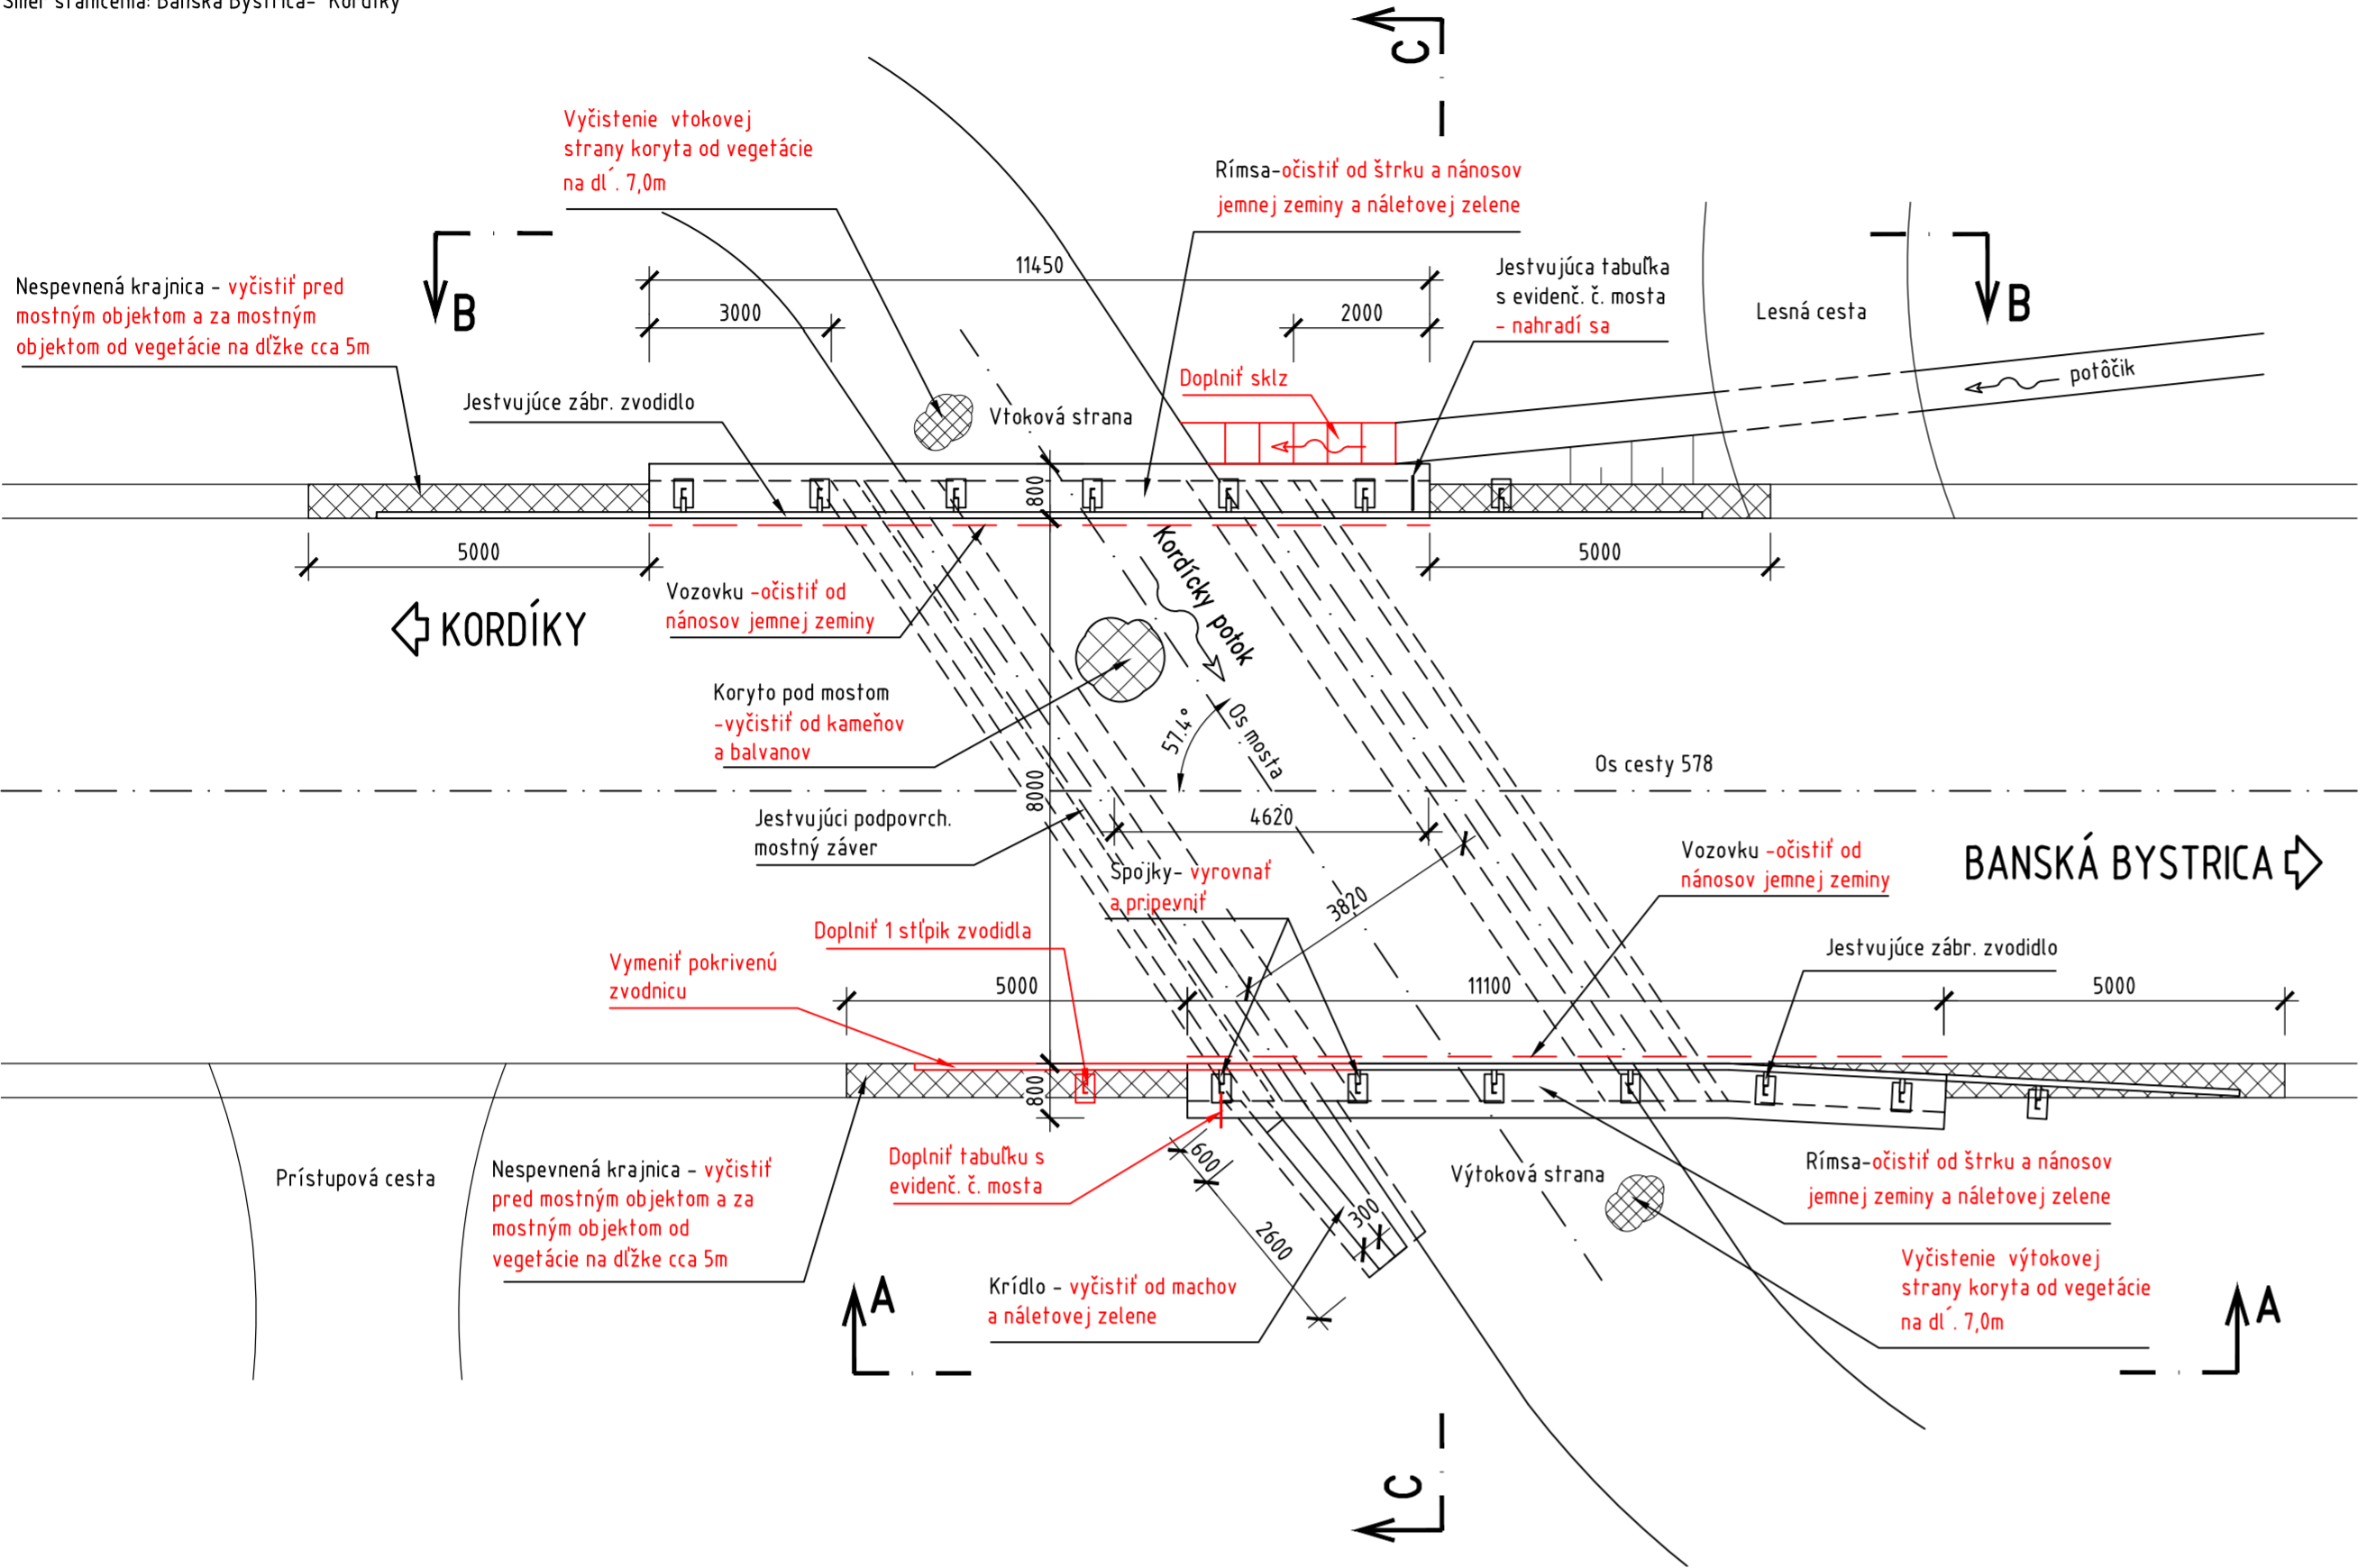 Smer staničenia: Banská Bystrica- Kordíky
C
Vyčistenie vtokovej
strany koryta od vegetácie
na dĺ. 7,0m
Rímsa-očistiť od štrku a nánosov
jemnej zeminy a náletovej zelene
Nespevnená krajnica - vyčistiť pred
mostným objektom a za mostným
objektom od vegetácie na dĺžke cca 5m
B
11450
3000
2000
Jestvujúca tabuľka
s evidenč. č. mosta
- nahradí sa
Lesná cesta
B
potôčik
Doplniť sklz
Jestvujúce zábr. zvodidlo
Vtoková strana
800
5000
5000
Kordícky potok
Vozovku -očistiť od
nánosov jemnej zeminy
KORDÍKY
Koryto pod mostom
-vyčistiť od kameňov
a balvanov
57.4°
Os mosta
Os cesty 578
8000
4620
Jestvujúci podpovrch.
mostný záver
Vozovku -očistiť od
nánosov jemnej zeminy
BANSKÁ BYSTRICA
Spojky- vyrovnať
a pripevniť
3820
Doplniť 1 stĺpik zvodidla
Jestvujúce zábr. zvodidlo
Vymeniť pokrivenú
zvodnicu
5000
11100
5000
800
Prístupová cesta
Nespevnená krajnica - vyčistiť
pred mostným objektom a za
mostným objektom od
vegetácie na dĺžke cca 5m
Doplniť tabuľku s
evidenč. č. mosta
600
2600
300
Výtoková strana
Rímsa-očistiť od štrku a nánosov
jemnej zeminy a náletovej zelene
Krídlo - vyčistiť od machov
a náletovej zelene
Vyčistenie výtokovej
strany koryta od vegetácie
na dĺ. 7,0m
A
A
C